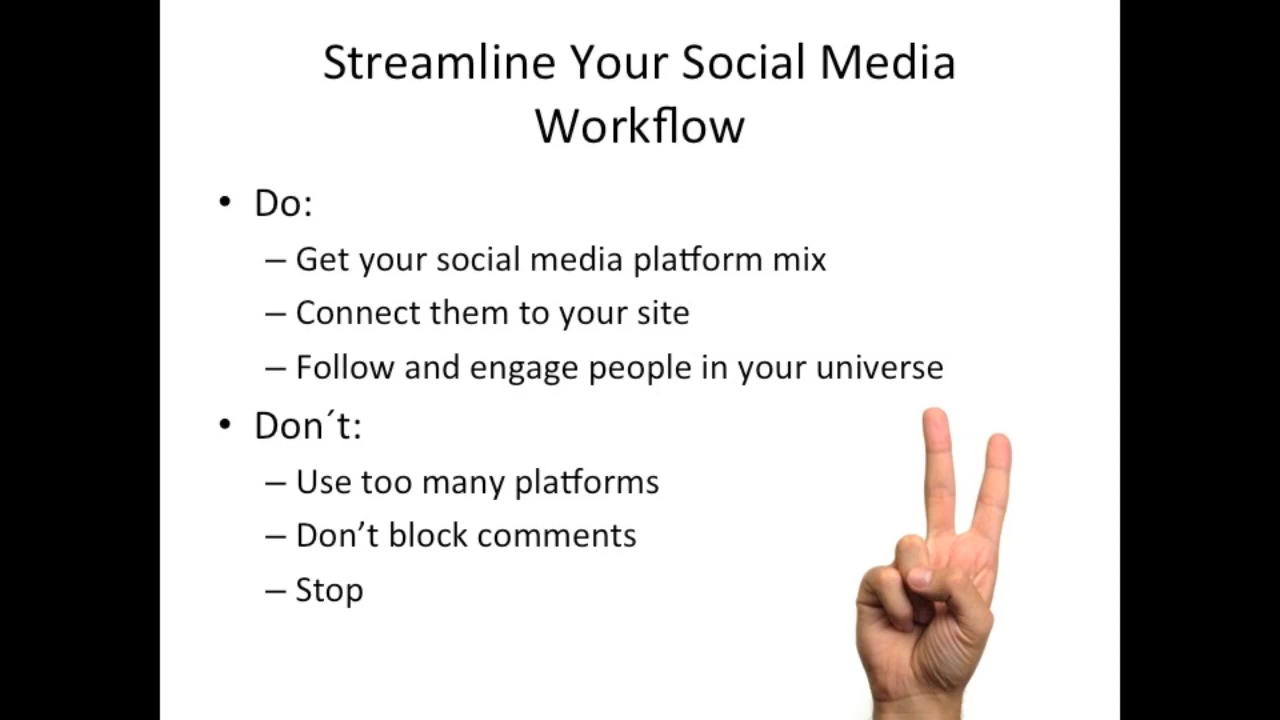 Streamline Your Social Media
Workflow
• Do:
– Get your social media platform mix
– Connect them to your site
– Follow and engage people in your universe
• Don´t:
– Use too many platforms
– Don’t block comments
– Stop